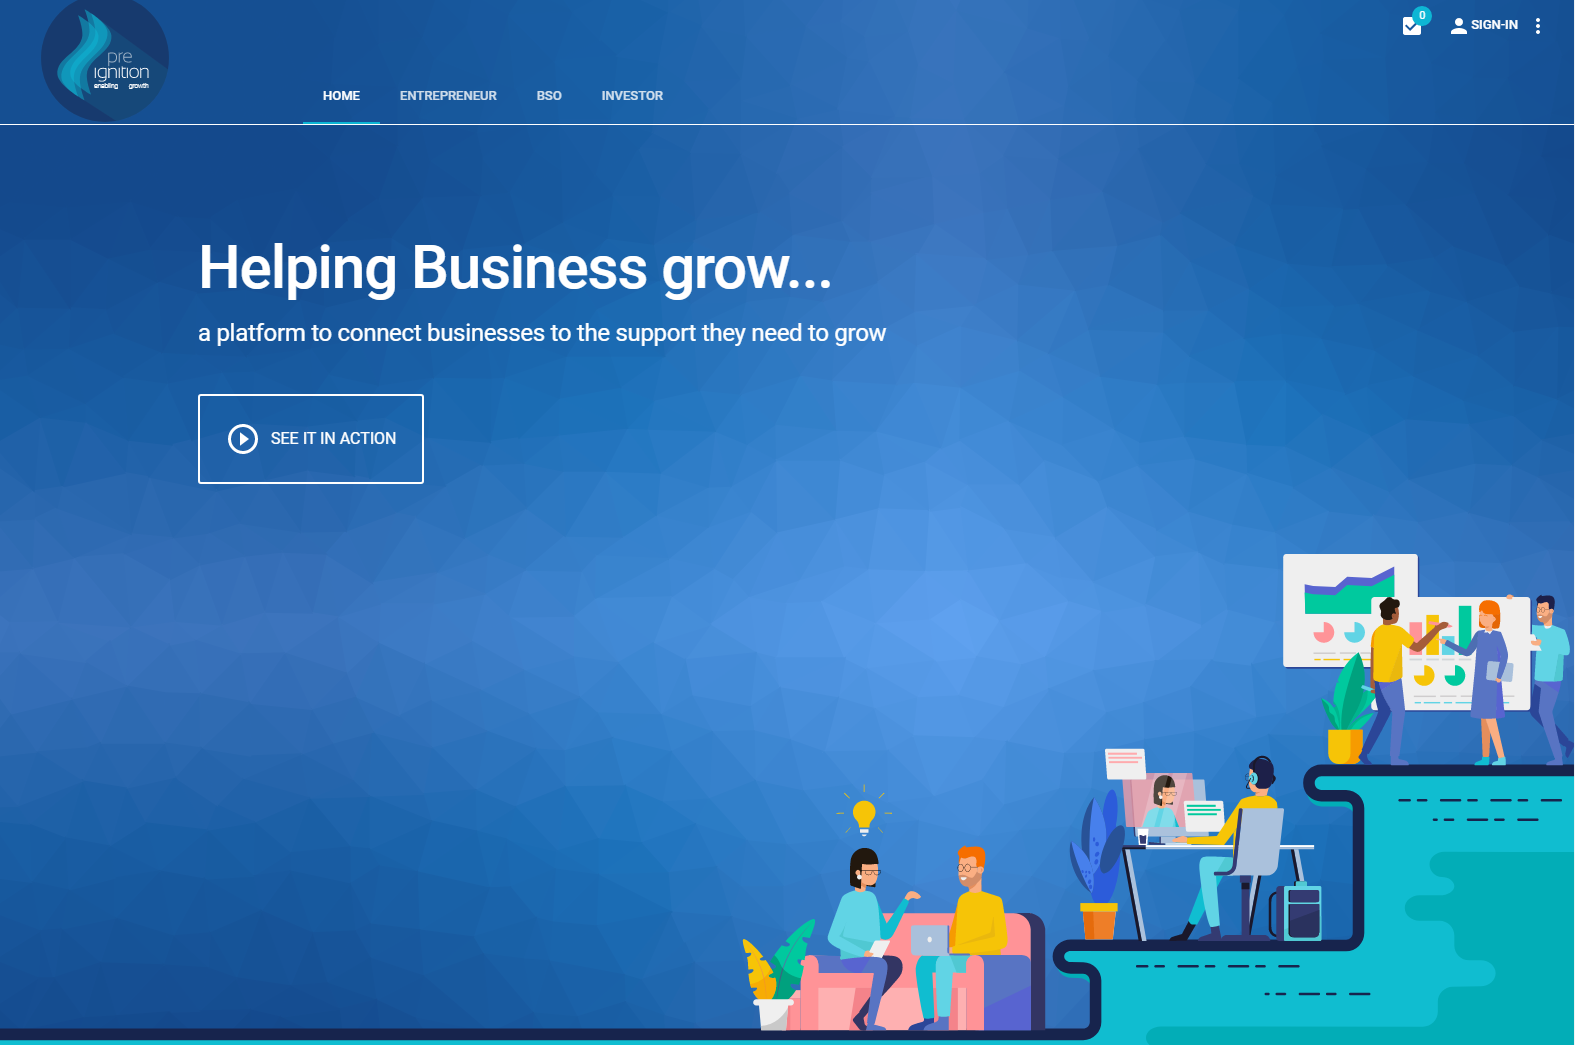 pre
ignition
enabling growth
0
SIGN-IN
HOME
ENTREPRENEUR
BSO
INVESTOR
Helping Business grow...
a platform to connect businesses to the support they need to grow
SEE IT IN ACTION